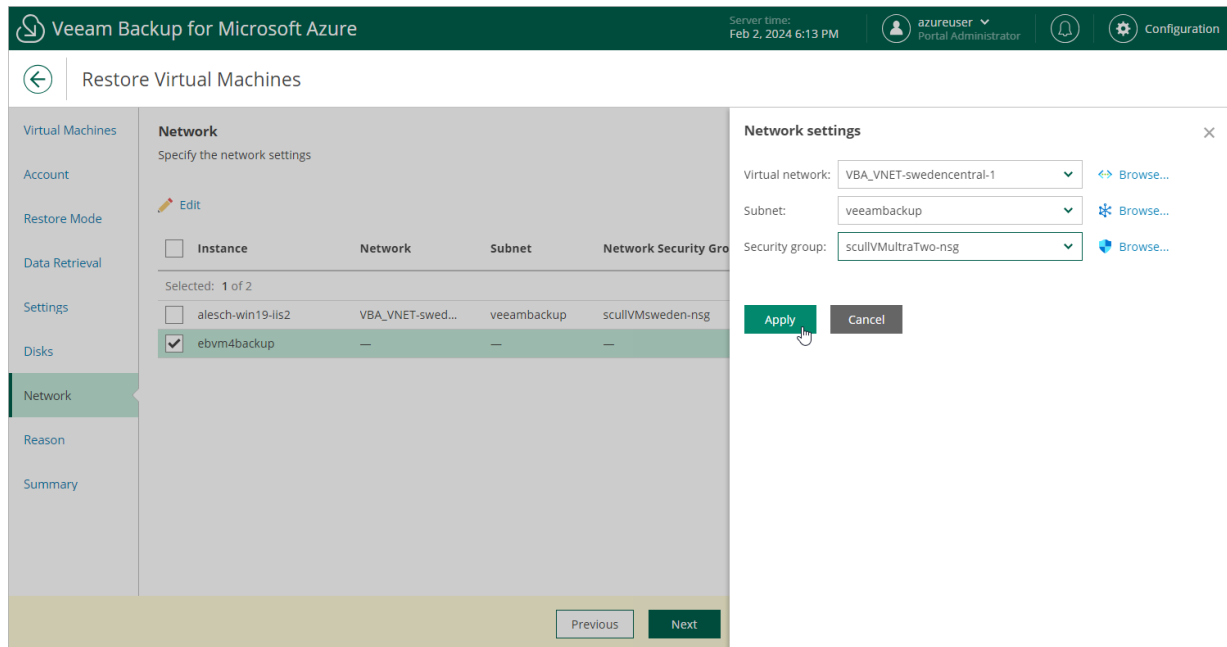 Veeam Backup for Microsoft Azure
Server time:
Feb 2, 2024 6:13 PM
azureuser
Portal Administrator
Configuration
Restore Virtual Machines
Virtual Machines
Account
Restore Mode
Data Retrieval
Settings
Disks
Network
Reason
Summary
Network
Specify the network settings
Edit
Instance Network Subnet Network Security Gro
Selected: 1 of 2
alesch-win19-iis2 VBA_VNET-swed... veeambackup scullVMsweden-nsg
ebvm4backup — — —
Previous Next
Network settings
Virtual network: VBA_VNET-swedencentral-1 Browse...
Subnet: veeambackup Browse...
Security group: scullVMultraTwo-nsg Browse...
Apply Cancel